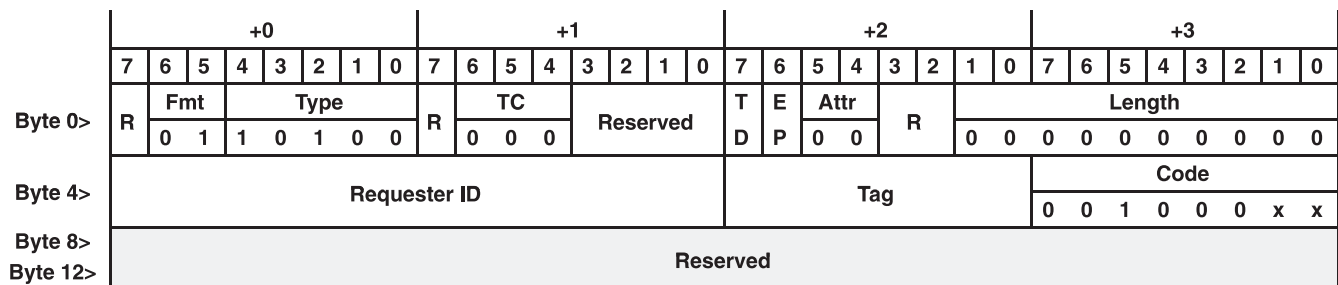 +0 +1 +2 +3
7 6 5 4 3 2 1 0 7 6 5 4 3 2 1 0 7 6 5 4 3 2 1 0 7 6 5 4 3 2 1 0
Byte 0> R Fmt Type R TC Reserved T E Attr R Length
0 1 1 0 1 0 0 0 0 0 D P 0 0 0 0 0 0 0 0 0 0 0 0
Byte 4> Requester ID Tag Code
0 0 1 0 0 0 x x
Byte 8> Reserved
Byte 12>